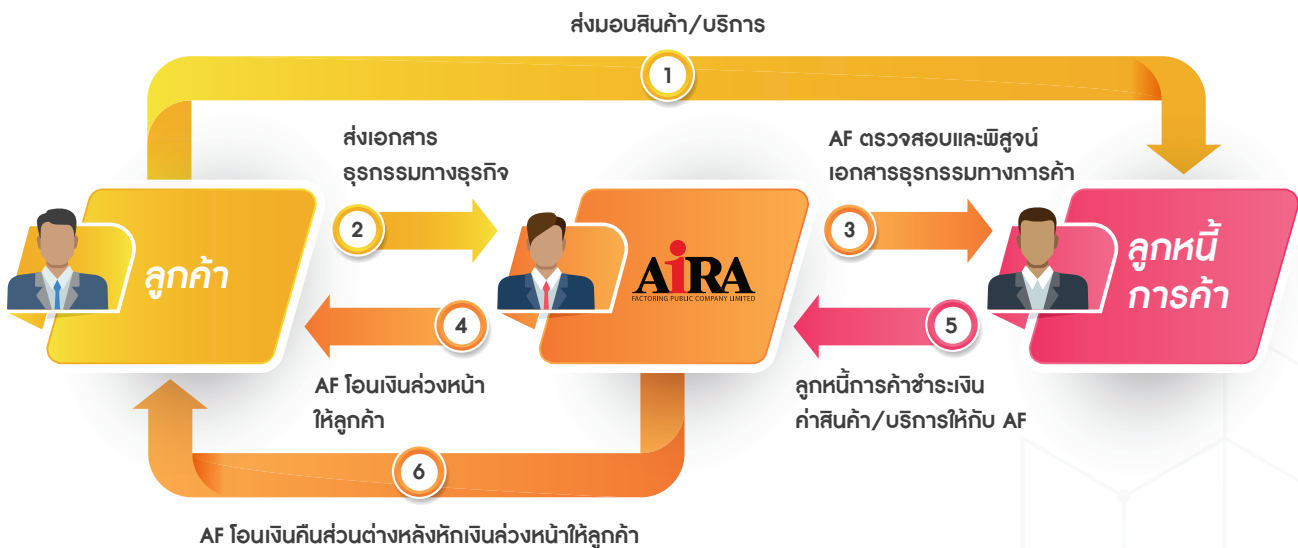 ส่งมอบสินค้า/บริการ
1
ส่งเอกสาร
ธุรกรรมทางธุรกิจ
AF ตรวจสอบและพิสูจน์
เอกสารธุรกรรมทางการค้า
2
3
ลูกค้า
AiRA
FACTORING PUBLIC COMPANY LIMITED
ลูกหนี้
การค้า
4
5
AF โอนเงินล่วงหน้า
ให้ลูกค้า
ลูกหนี้การค้าชำระเงิน
ค่าสินค้า/บริการให้กับ AF
6
AF โอนเงินคืนส่วนต่างหลังหักเงินล่วงหน้าให้ลูกค้า